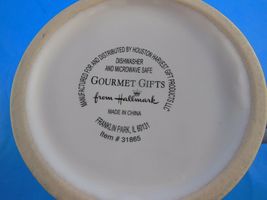 MANUFACTURED FOR AND DISTRIBUTED BY HOUSTON HARVEST GIFT PRODUCTS LLC
DISHWASHER
AND MICROWAVE SAFE
GOURMET GIFTS
from Hallmark
MADE IN CHINA
FRANKLIN PARK, IL 60131
Item # 31865